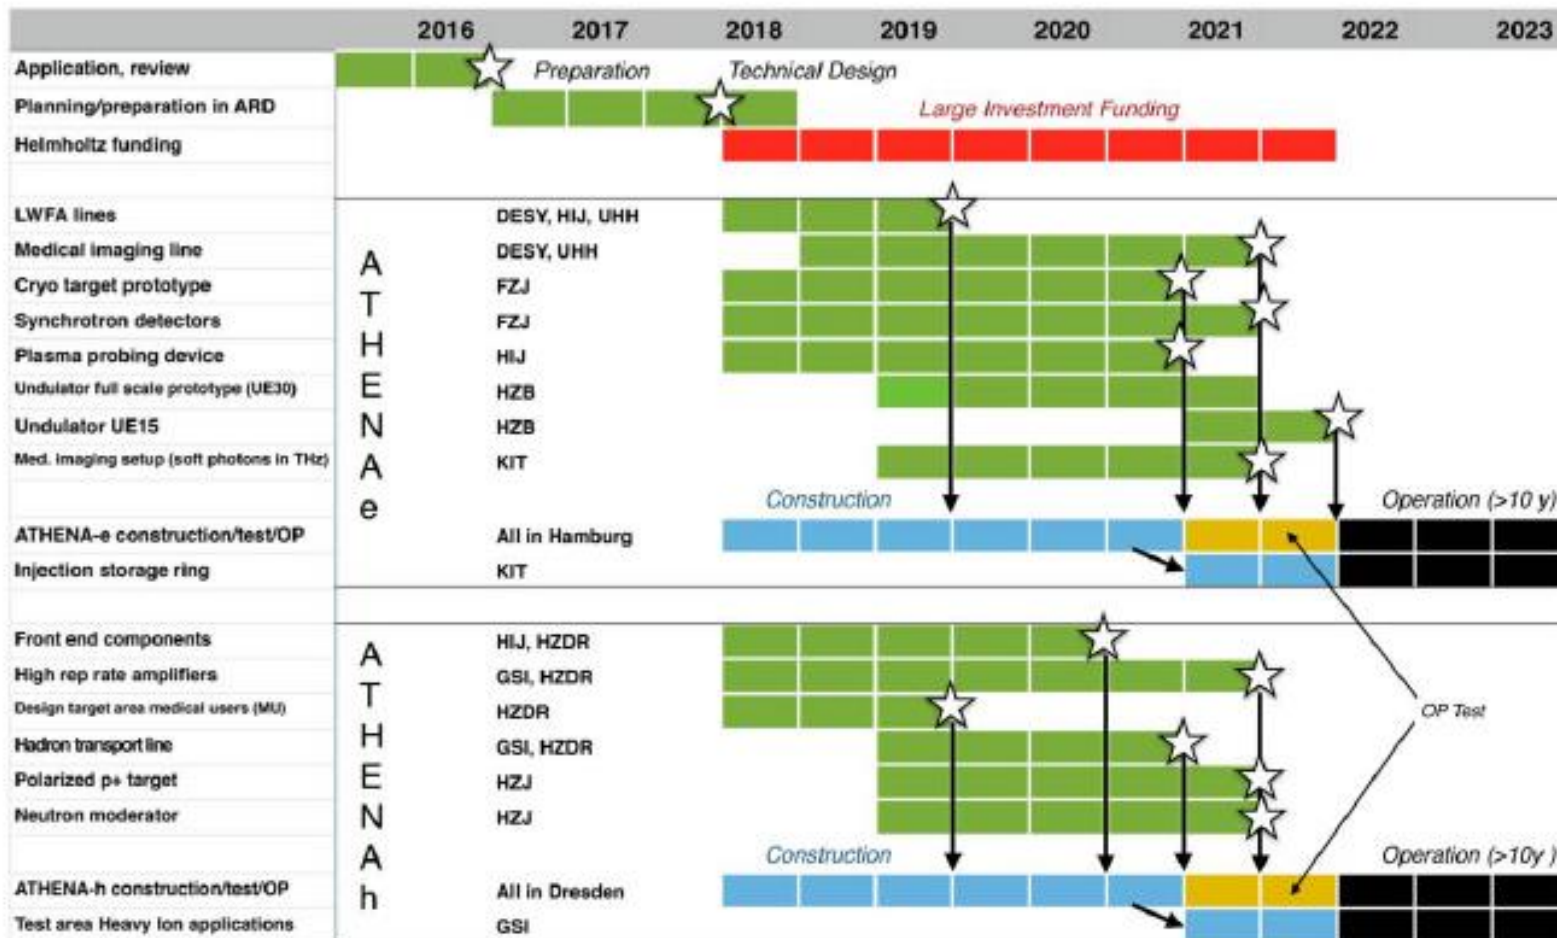 2016 2017 2018 2019 2020 2021 2022 2023
Application, review Preparation Technical Design
Planning/preparation in ARD Large Investment Funding
Helmholtz funding
LWFA lines DESY, HIJ, UHH
Medical imaging line DESY, UHH
Cryo target prototype FZJ
Synchrotron detectors FZJ
Plasma probing device HIJ
Undulator full scale prototype (UE30) HZB
Undulator UE15 HZB
Med. imaging setup (soft photons in THz) KIT
ATHENAe
Construction Operation (>10 y)
ATHENA-e construction/test/OP All in Hamburg
Injection storage ring KIT
Front end components HIJ, HZDR
High rep rate amplifiers GSI, HZDR
Design target area medical users (MU) HZDR
OP Test
Hadron transport line GSI, HZDR
Polarized p+ target HZJ
Neutron moderator HZJ
ATHENAh
Construction Operation (>10y )
ATHENA-h construction/test/OP All in Dresden
Test area Heavy Ion applications GSI